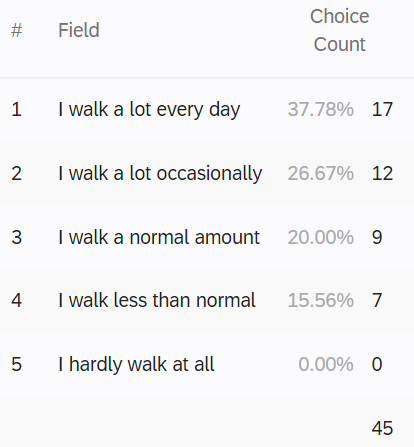 # Field Choice Count
1 I walk a lot every day 37.78% 17
2 I walk a lot occasionally 26.67% 12
3 I walk a normal amount 20.00% 9
4 I walk less than normal 15.56% 7
5 I hardly walk at all 0.00% 0
45